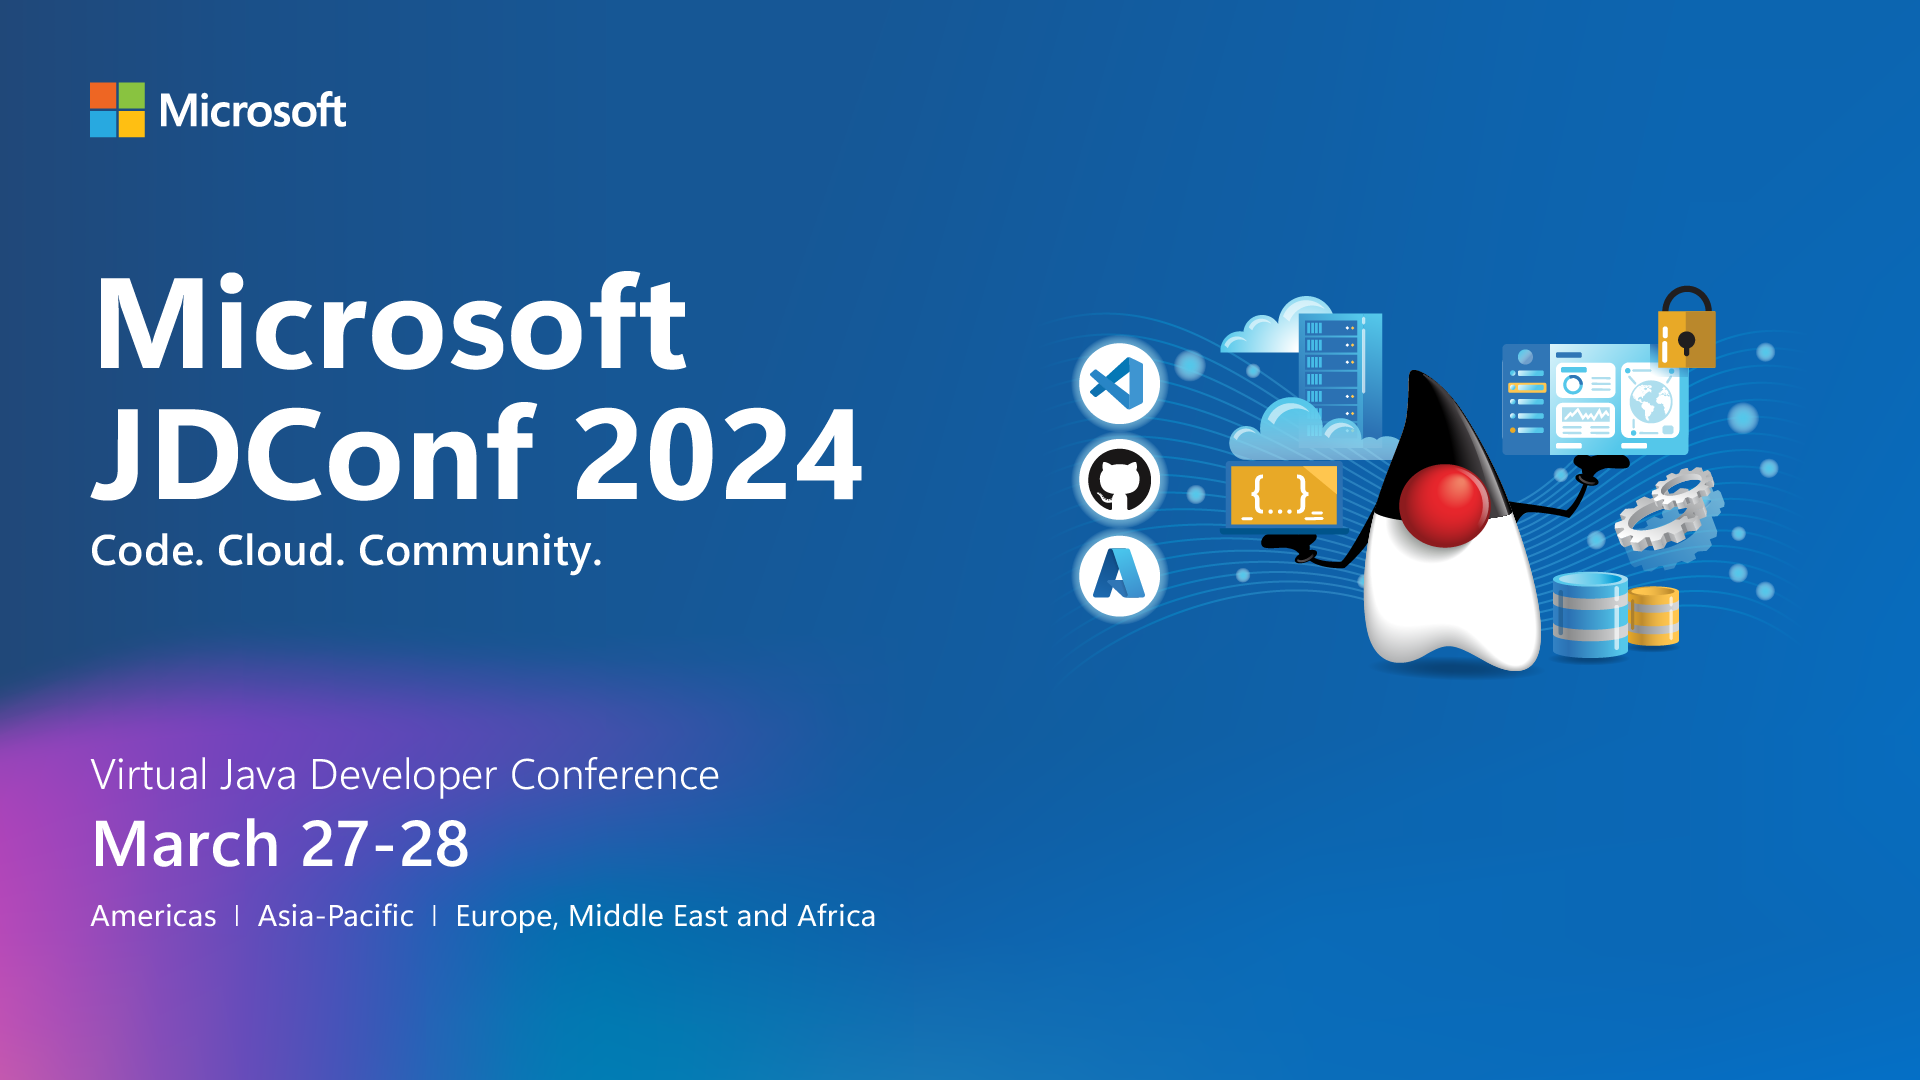 Microsoft
Microsoft
JDConf 2024
Code. Cloud. Community.
{...}
Virtual Java Developer Conference
March 27-28
Americas | Asia-Pacific | Europe, Middle East and Africa